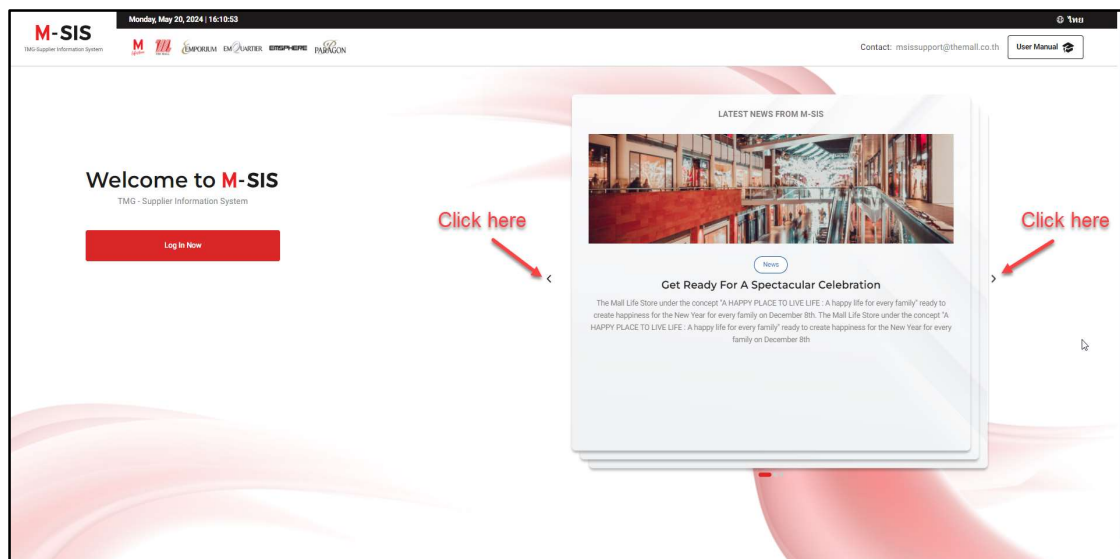 M-SIS
TMG-Supplier Information System
Monday, May 20, 2024 | 16:10:53
ไทย
M
EMPORIUM EMQUARTIER EMSPHERE PARAGON
Contact: msissupport@themall.co.th
User Manual
Welcome to M-SIS
TMG - Supplier Information System
Log In Now
Click here
LATEST NEWS FROM M-SIS
News
Get Ready For A Spectacular Celebration
The Mall Life Store under the concept "A HAPPY PLACE TO LIVE LIFE : A happy life for every family" ready to
create happiness for the New Year for every family on December 8th. The Mall Life Store under the concept "A
HAPPY PLACE TO LIVE LIFE : A happy life for every family" ready to create happiness for the New Year for every
family on December 8th
Click here